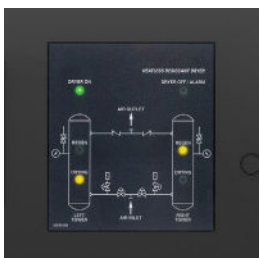 HEATLESS DESICCANT DRYER
DRYER ON
DRYER OFF / ALARM
AIR OUTLET
REGEN
REGEN
DRYING
DRYING
LEFT
TOWER
AIR INLET
RIGHT
TOWER